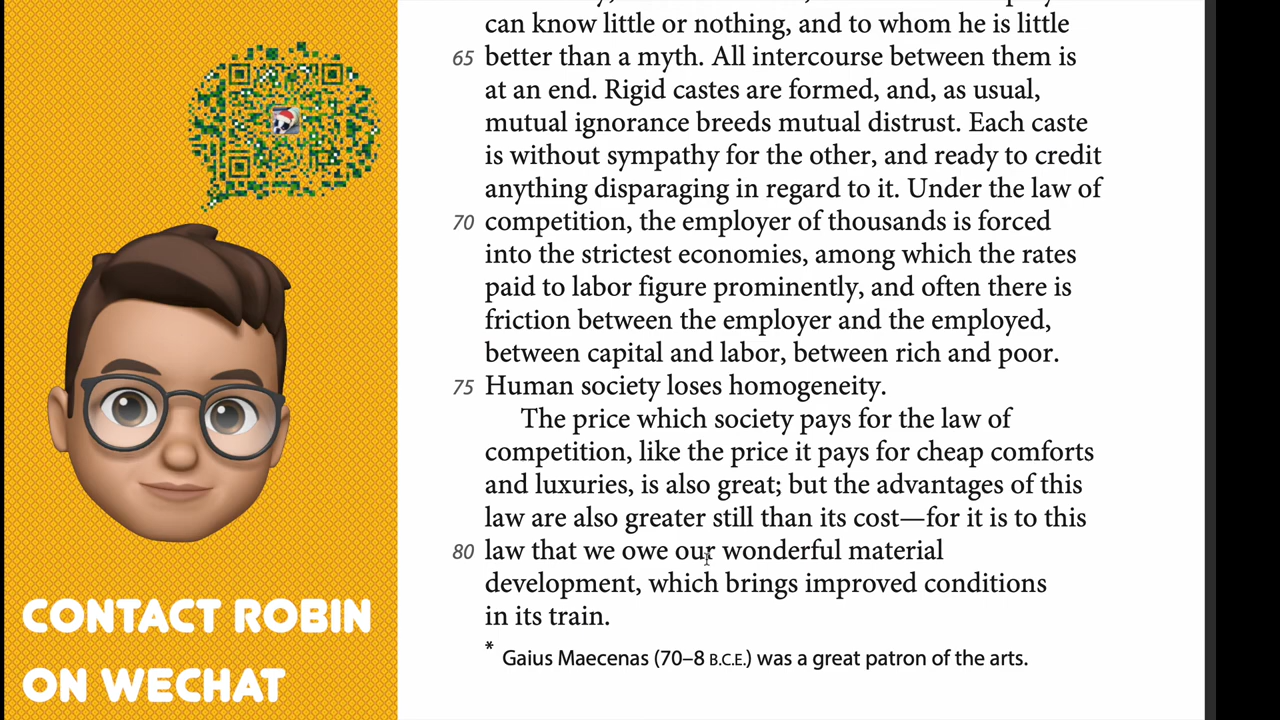 can know little or nothing, and to whom he is little
65 better than a myth. All intercourse between them is
at an end. Rigid castes are formed, and, as usual,
mutual ignorance breeds mutual distrust. Each caste
is without sympathy for the other, and ready to credit
anything disparaging in regard to it. Under the law of
70 competition, the employer of thousands is forced
into the strictest economies, among which the rates
paid to labor figure prominently, and often there is
friction between the employer and the employed,
between capital and labor, between rich and poor.
75 Human society loses homogeneity.
The price which society pays for the law of
competition, like the price it pays for cheap comforts
and luxuries, is also great; but the advantages of this
law are also greater still than its cost—for it is to this
80 law that we owe our wonderful material
development, which brings improved conditions
in its train.
* Gaius Maecenas (70–8 B.C.E.) was a great patron of the arts.
CONTACT ROBIN
ON WECHAT